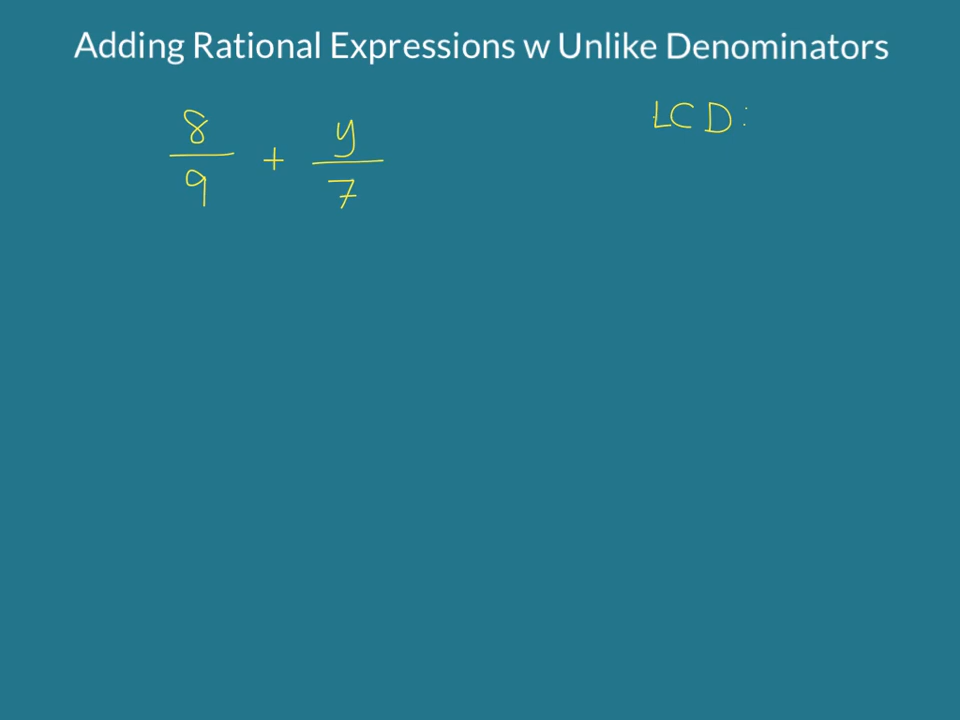 Adding Rational Expressions w Unlike Denominators
8/9 + y/7
LCD: